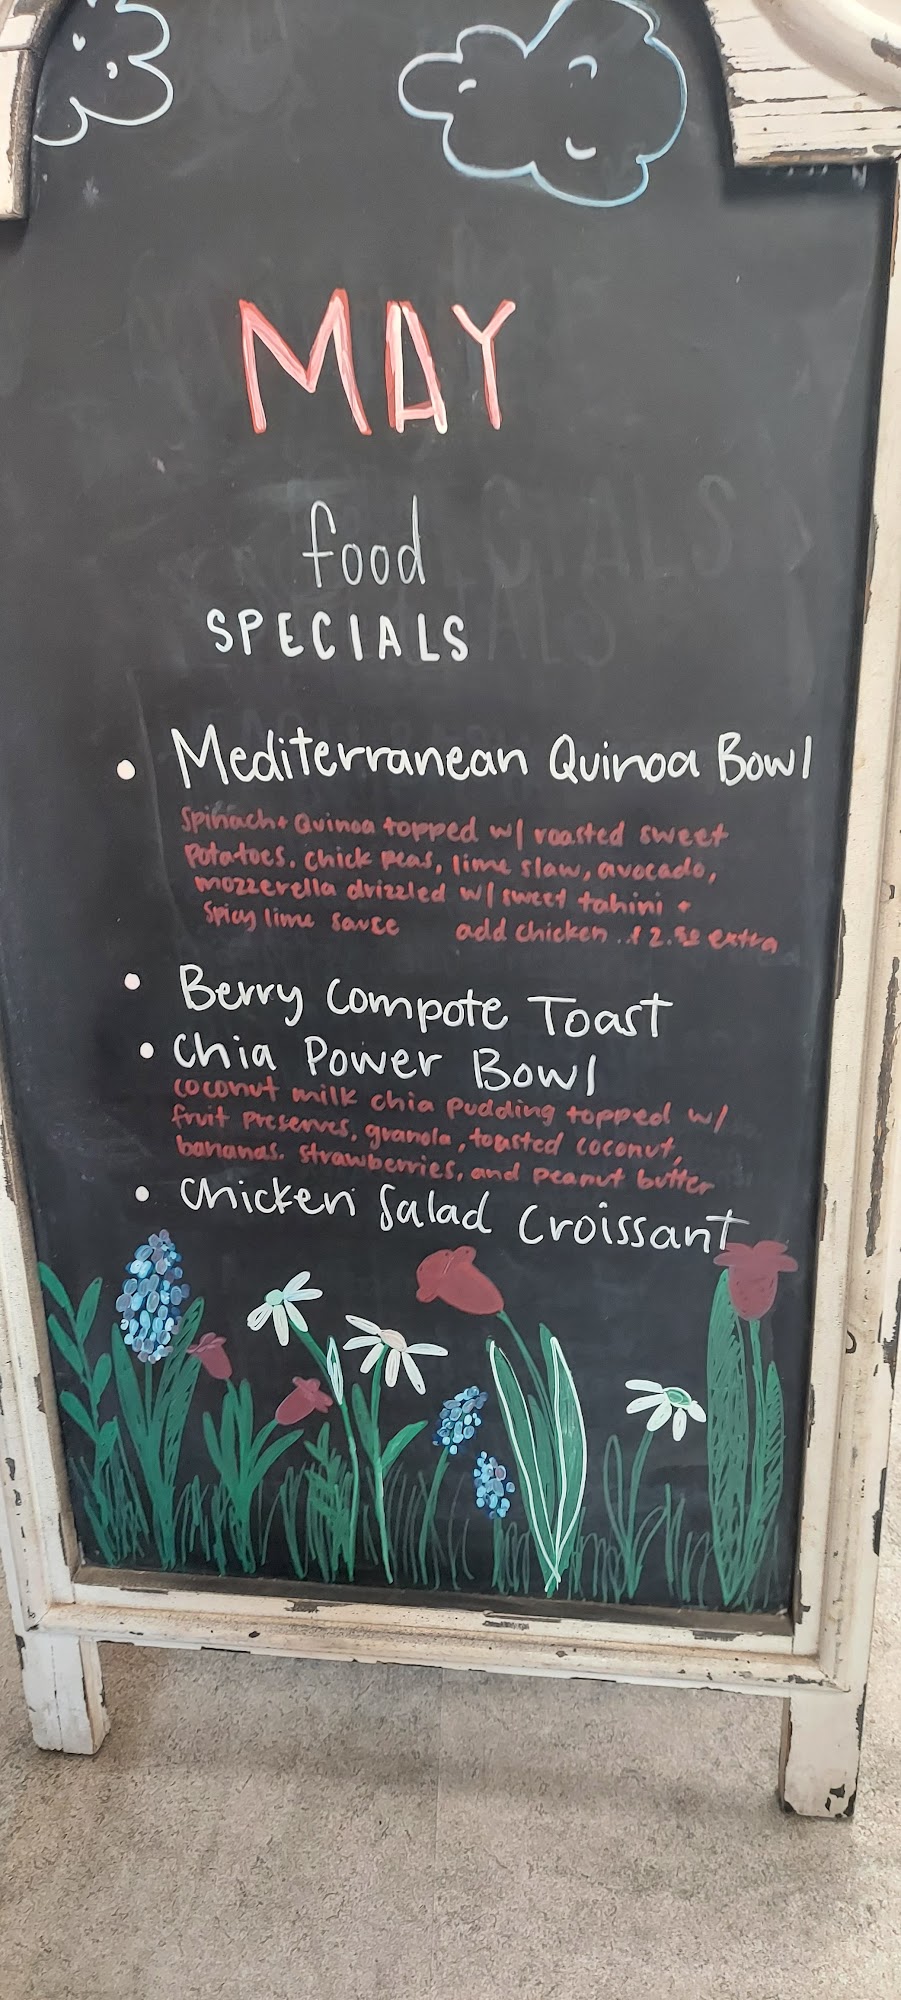 MAY
food
SPECIALS
• Mediterranean Quinoa Bowl
Spinach + Quinoa topped w/ roasted sweet
potatoes, chick peas, lime slaw, avocado,
mozzerella drizzled w/ sweet tahini +
Spicy lime sauce add chicken .$2.50 extra
• Berry Compote Toast
• Chia Power Bowl
coconut milk chia pudding topped w/
fruit preserves, granola, toasted coconut,
bananas, strawberries, and peanut butter
• Chicken Salad Croissant